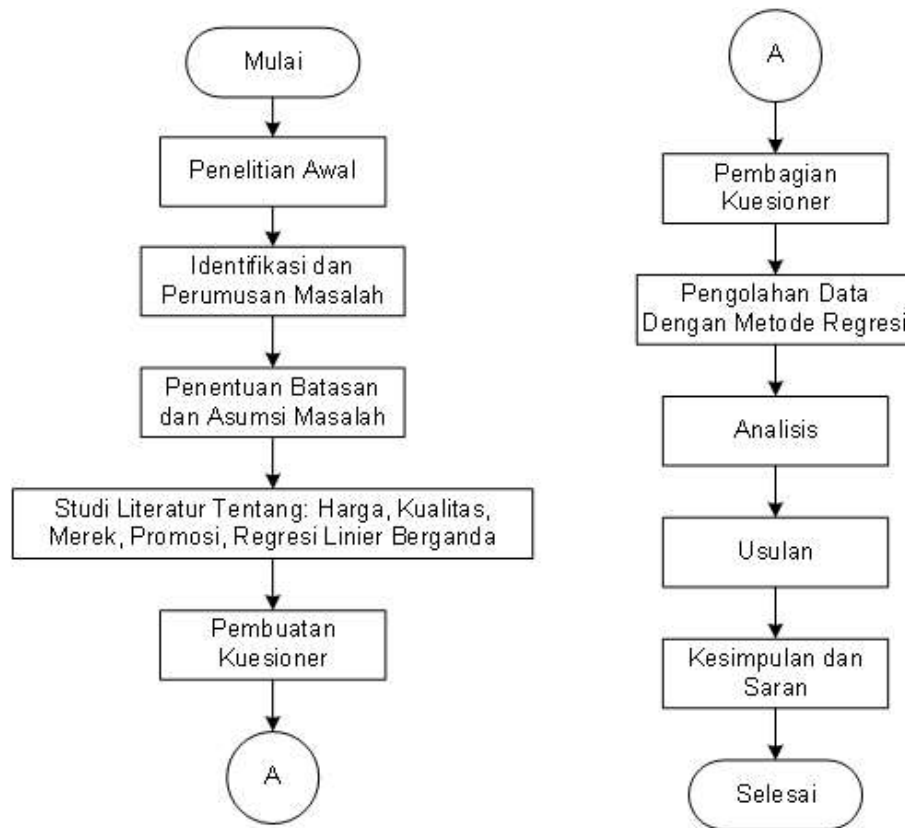 Mulai
Penelitian Awal
Identifikasi dan
Perumusan Masalah
Penentuan Batasan
dan Asumsi Masalah
Studi Literatur Tentang: Harga, Kualitas,
Merek, Promosi, Regresi Linier Berganda
Pembuatan
Kuesioner
A
A
Pembagian
Kuesioner
Pengolahan Data
Dengan Metode Regresi
Analisis
Usulan
Kesimpulan dan
Saran
Selesai